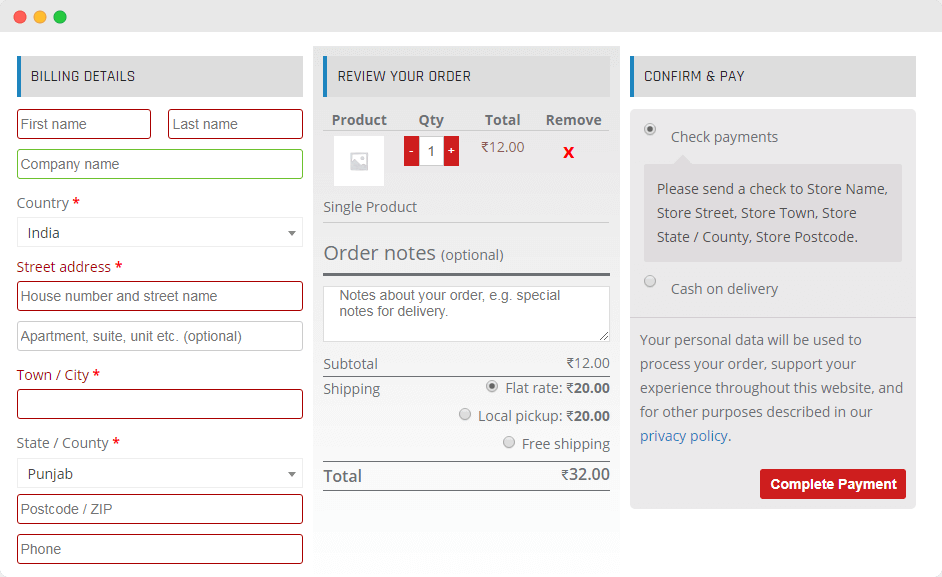 BILLING DETAILS
First name
Last name
Company name
Country *
India
Street address *
House number and street name
Apartment, suite, unit etc. (optional)
Town / City *
State / County *
Punjab
Postcode / ZIP
Phone
REVIEW YOUR ORDER
Product Qty Total Remove
- 1 + ₹12.00 X
Single Product
Order notes (optional)
Notes about your order, e.g. special
notes for delivery.
Subtotal ₹12.00
Shipping Flat rate: ₹20.00
Local pickup: ₹20.00
Free shipping
Total ₹32.00
CONFIRM & PAY
Check payments
Please send a check to Store Name,
Store Street, Store Town, Store
State / County, Store Postcode.
Cash on delivery
Your personal data will be used to
process your order, support your
experience throughout this website, and
for other purposes described in our
privacy policy.
Complete Payment